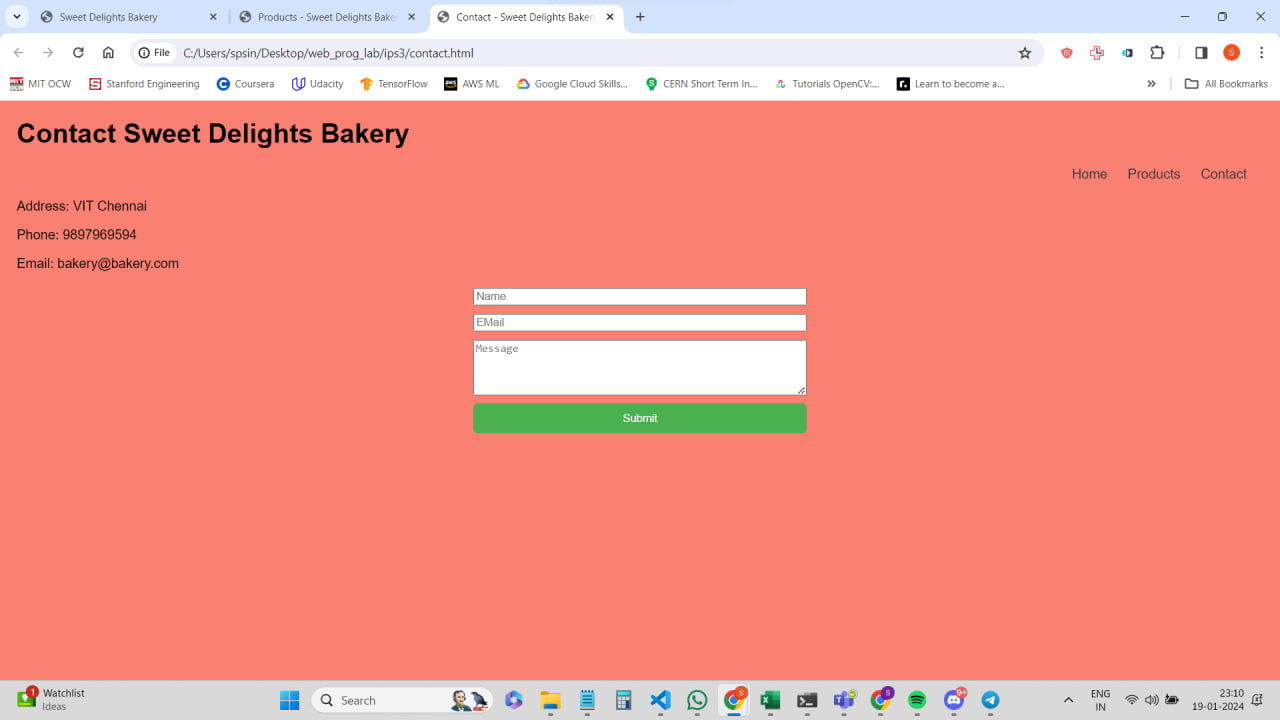 Sweet Delights Bakery
Products - Sweet Delights Bake
Contact - Sweet Delights Baker
File
C:/Users/spsin/Desktop/web_prog_lab/ips3/contact.html
S
MIT OCW
Stanford Engineering
Coursera
Udacity
TensorFlow
AWS ML
Google Cloud Skills...
CERN Short Term In...
Tutorials OpenCV:...
Learn to become a...
»
All Bookmarks
Contact Sweet Delights Bakery
Home Products Contact
Address: VIT Chennai
Phone: 9897969594
Email: bakery@bakery.com
Name
EMail
Message
Submit
1
Watchlist
Ideas
Search
S
S
9+
ENG
IN
23:10
19-01-2024